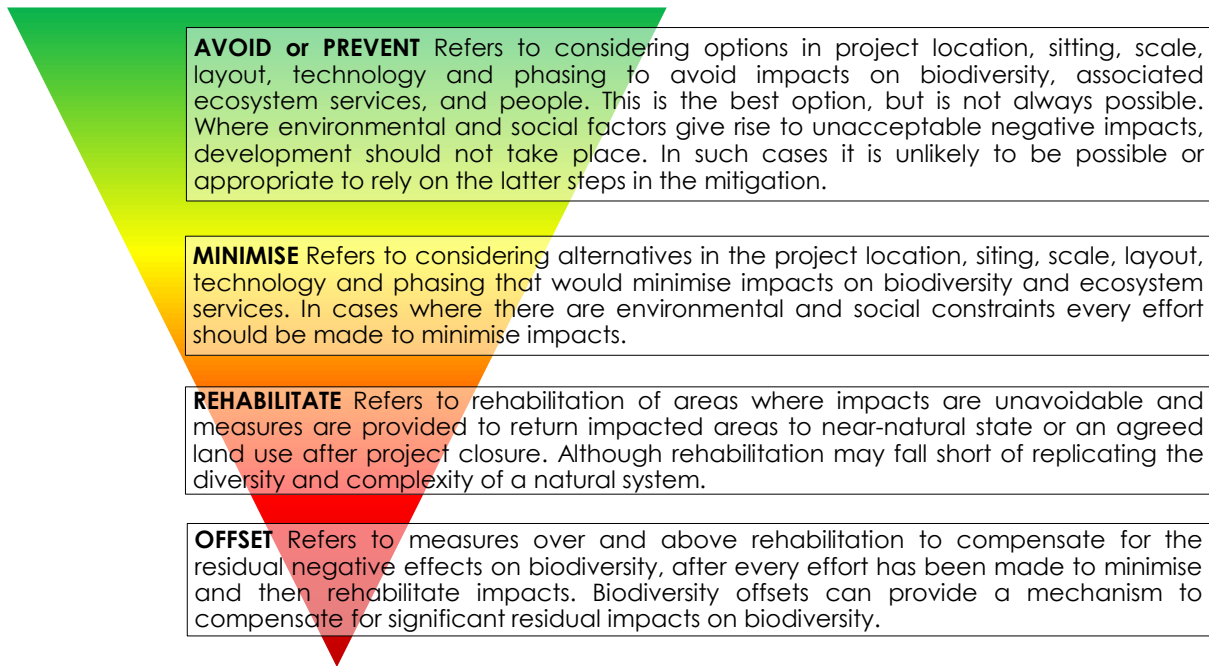 AVOID or PREVENT Refers to considering options in project location, sitting, scale,
layout, technology and phasing to avoid impacts on biodiversity, associated
ecosystem services, and people. This is the best option, but is not always possible.
Where environmental and social factors give rise to unacceptable negative impacts,
development should not take place. In such cases it is unlikely to be possible or
appropriate to rely on the latter steps in the mitigation.
MINIMISE Refers to considering alternatives in the project location, siting, scale, layout,
technology and phasing that would minimise impacts on biodiversity and ecosystem
services. In cases where there are environmental and social constraints every effort
should be made to minimise impacts.
REHABILITATE Refers to rehabilitation of areas where impacts are unavoidable and
measures are provided to return impacted areas to near-natural state or an agreed
land use after project closure. Although rehabilitation may fall short of replicating the
diversity and complexity of a natural system.
OFFSET Refers to measures over and above rehabilitation to compensate for the
residual negative effects on biodiversity, after every effort has been made to minimise
and then rehabilitate impacts. Biodiversity offsets can provide a mechanism to
compensate for significant residual impacts on biodiversity.